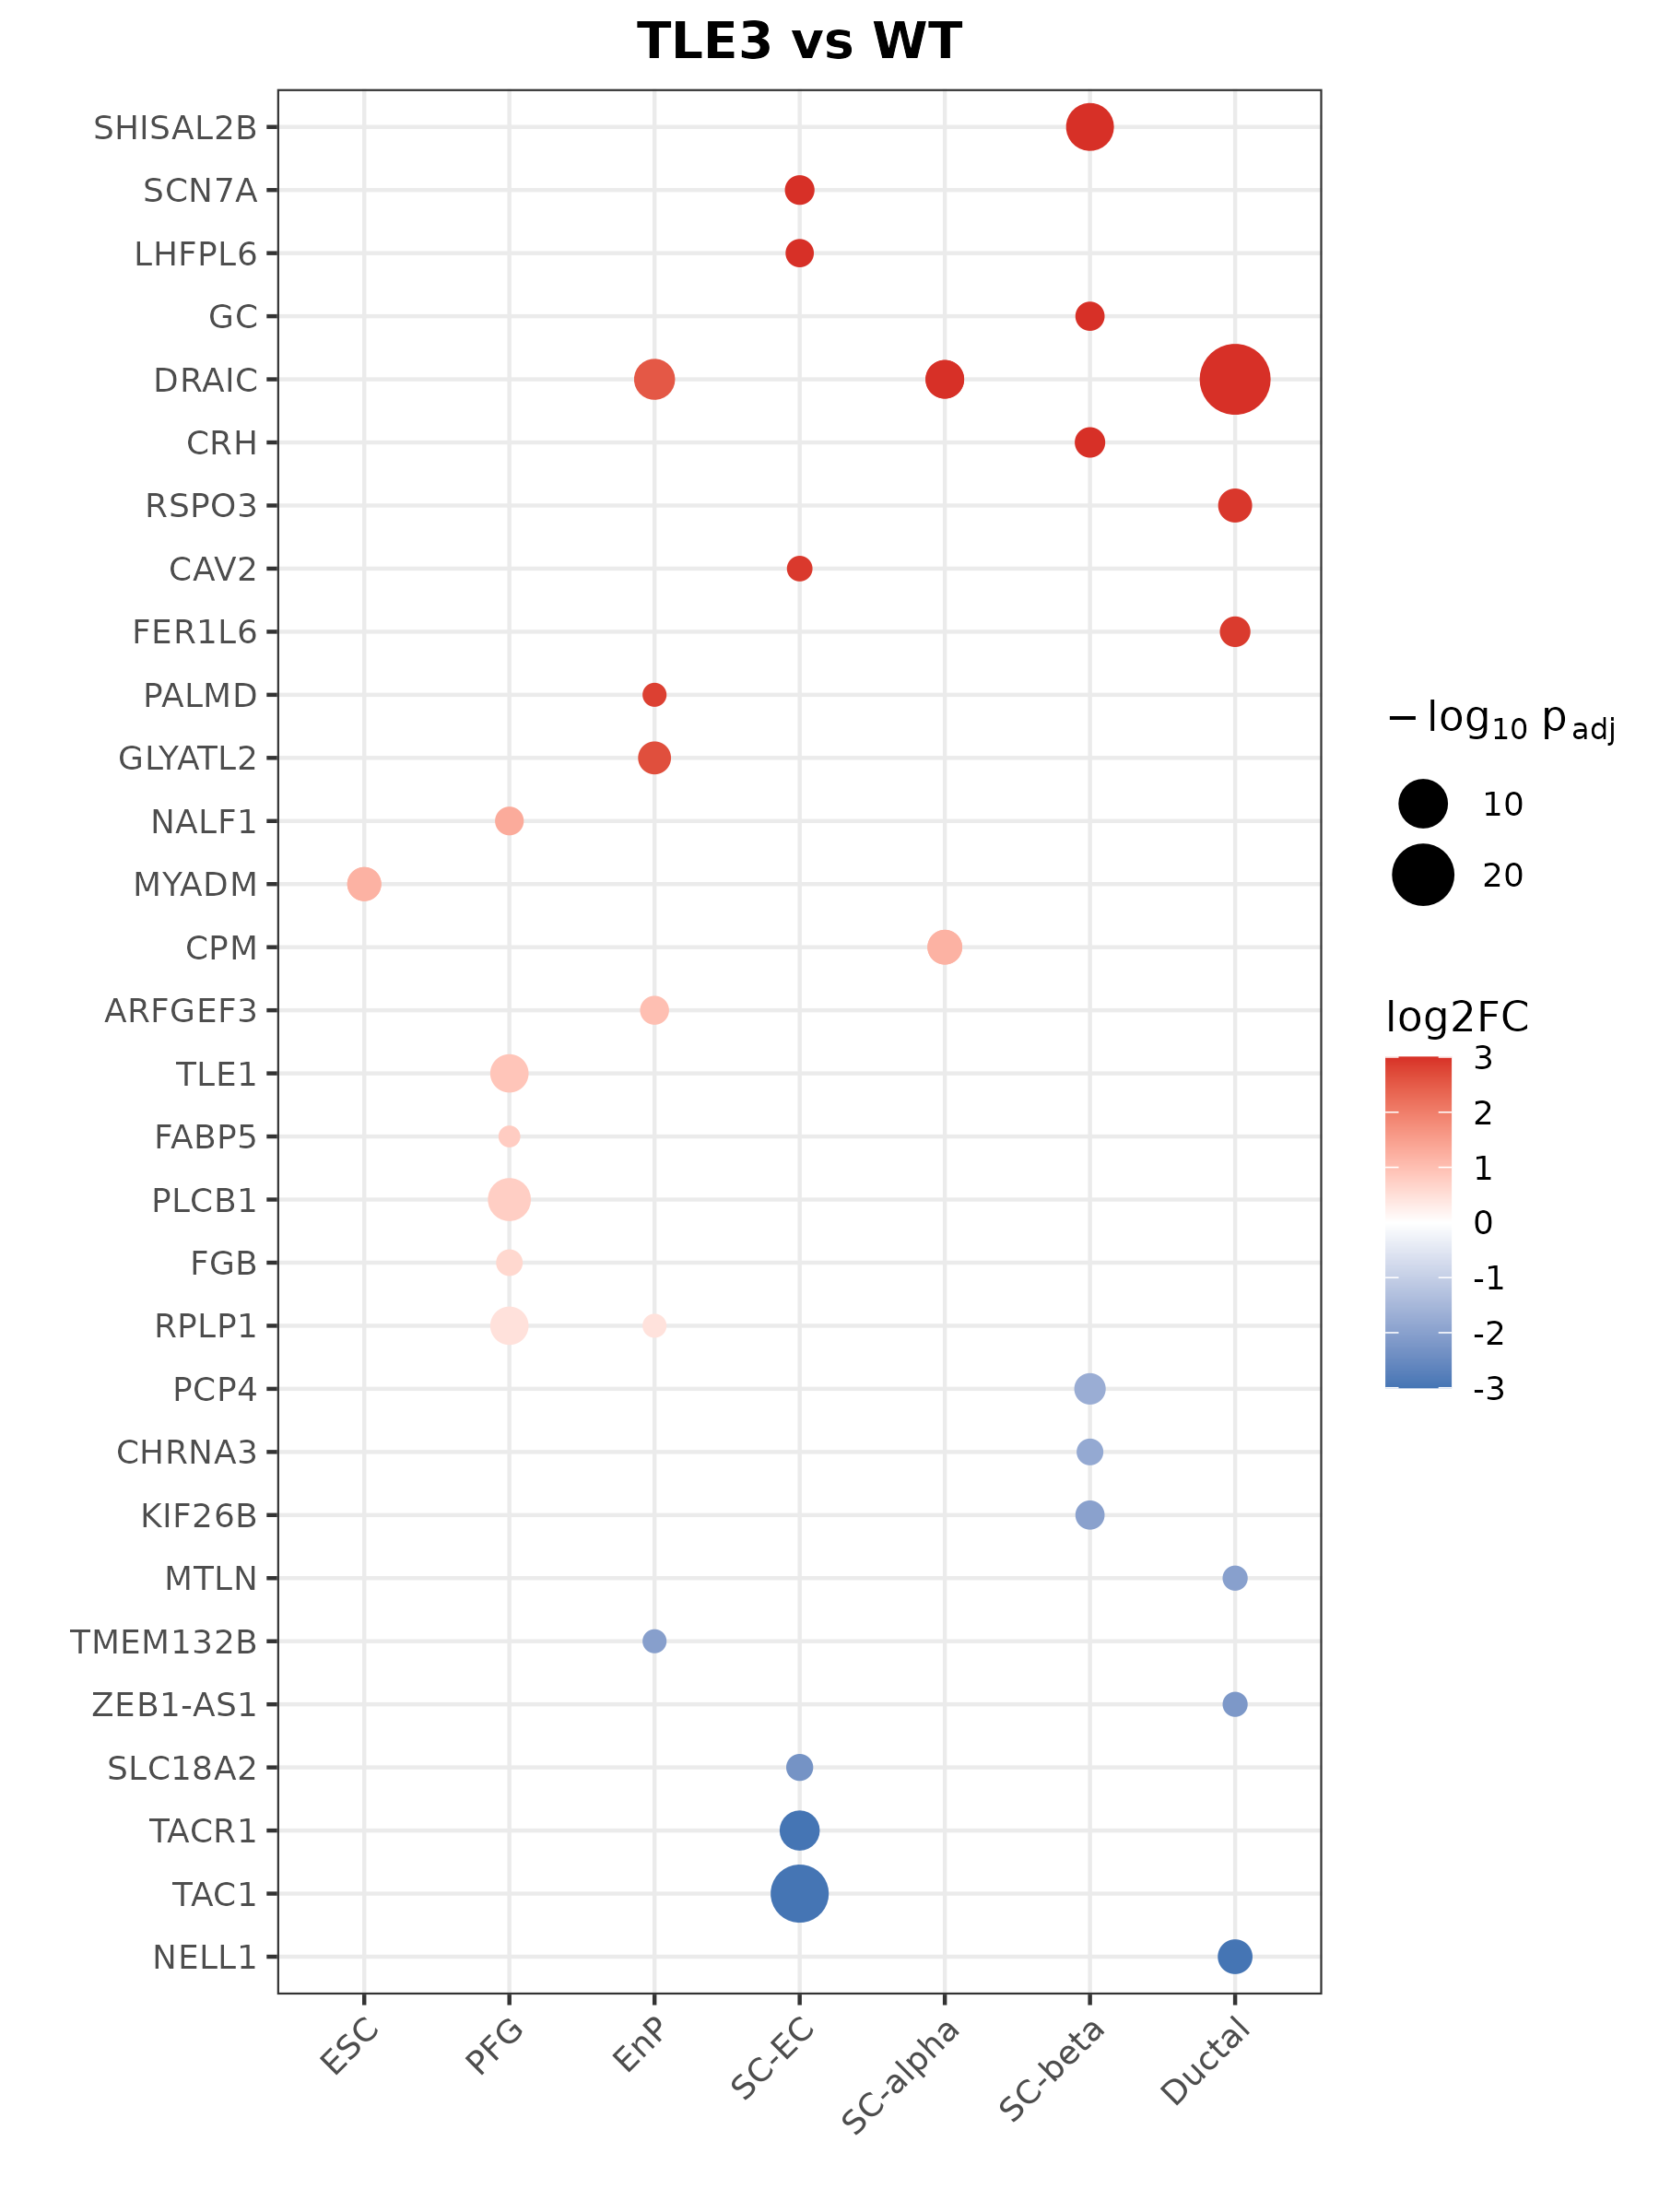 TLE3 vs WT
SHISAL2B
SCN7A
LHFPL6
GC
DRAIC
CRH
RSPO3
CAV2
FER1L6
PALMD
GLYATL2
NALF1
MYADM
CPM
ARFGEF3
TLE1
FABP5
PLCB1
FGB
RPLP1
PCP4
CHRNA3
KIF26B
MTLN
TMEM132B
ZEB1-AS1
SLC18A2
TACR1
TAC1
NELL1
ESC
PFG
EnP
SC-EC
SC-alpha
SC-beta
Ductal
−log10 padj
10
20
log2FC
3
2
1
0
-1
-2
-3